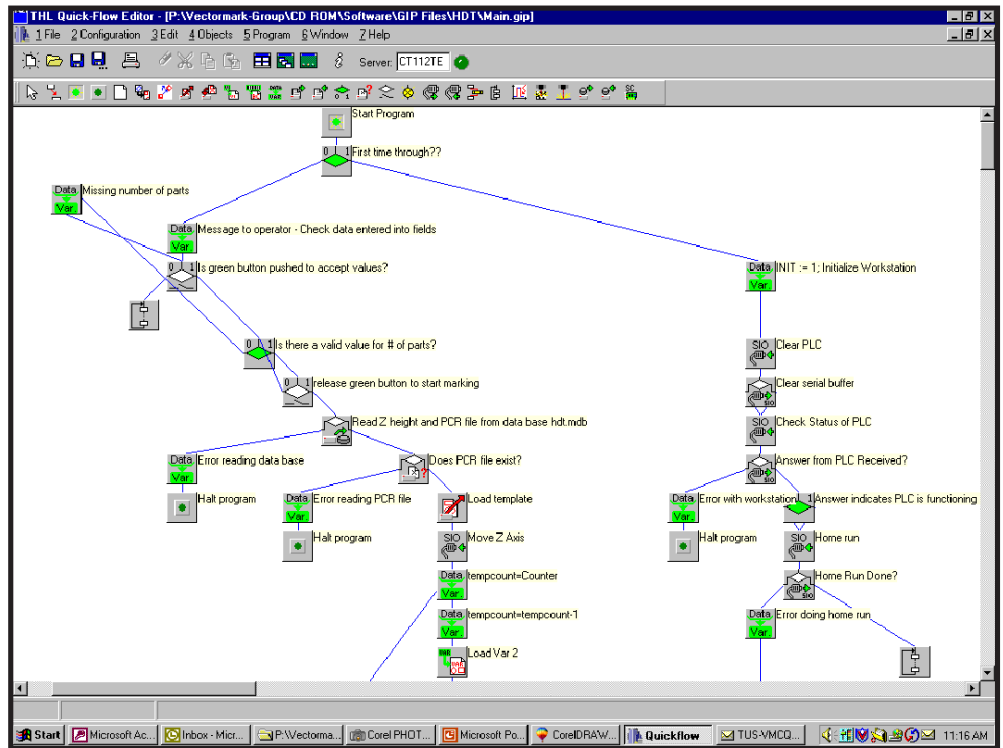 THL Quick-Flow Editor - [P:\Vectormark-Group\CD ROM\Software\GIP Files\HDT\Main.gip]
1 File 2 Configuration 3 Edit 4 Objects 5 Program 6 Window 7 Help
Server: CT112TE
Start Program
0 1 First time through??
Data Var. Missing number of parts
Data Var. Message to operator - Check data entered into fields
0 1 Is green button pushed to accept values?
Data Var. INIT := 1; Initialize Workstation
0 1 Is there a valid value for # of parts?
SIO Clear PLC
0 1 release green button to start marking
SIO Clear serial buffer
Read Z height and PCR file from data base hdt.mdb
SIO Check Status of PLC
Data Var. Error reading data base
Does PCR file exist?
SIO Answer from PLC Received?
Halt program
Data Var. Error reading PCR file
Load template
Data Var. Error with workstation
1 Answer indicates PLC is functioning
Halt program
SIO Move Z Axis
Halt program
SIO Home run
Data Var. tempcount=Counter
SIO Home Run Done?
Data Var. tempcount=tempcount-1
Data Var. Error doing home run
VAR Load Var 2
Start Microsoft Ac... Inbox - Micr... P:\Vectorma... Corel PHOT... Microsoft Po... CorelDRAW... Quickflow TUS-VMCQ... 11:16 AM